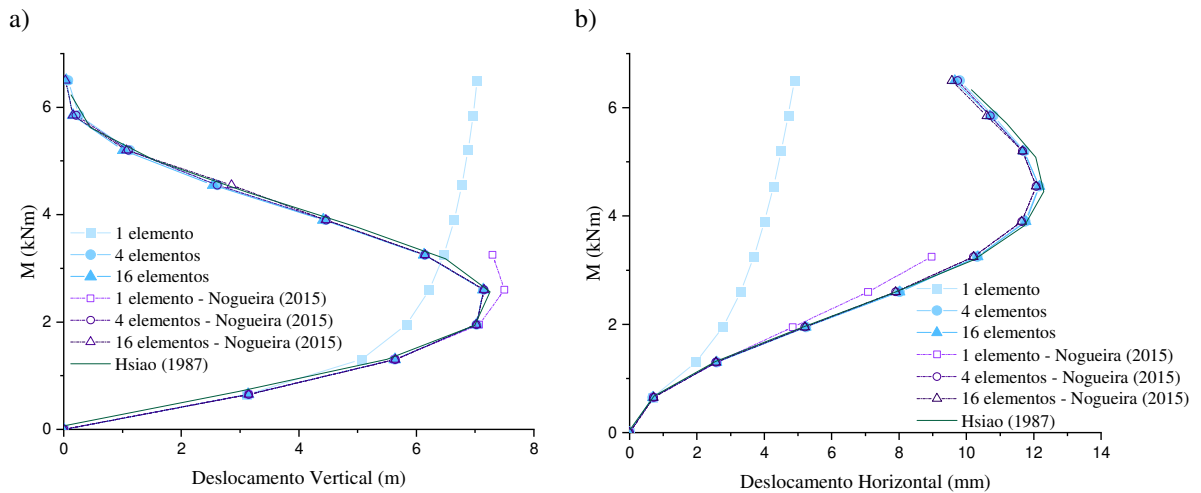 a)
6
4
2
0
M (kNm)
1 elemento
4 elementos
16 elementos
1 elemento - Nogueira (2015)
4 elementos - Nogueira (2015)
16 elementos - Nogueira (2015)
Hsiao (1987)
0 2 4 6 8
Deslocamento Vertical (m)
b)
6
4
2
0
M (kNm)
1 elemento
4 elementos
16 elementos
1 elemento - Nogueira (2015)
4 elementos - Nogueira (2015)
16 elementos - Nogueira (2015)
Hsiao (1987)
0 2 4 6 8 10 12 14
Deslocamento Horizontal (mm)